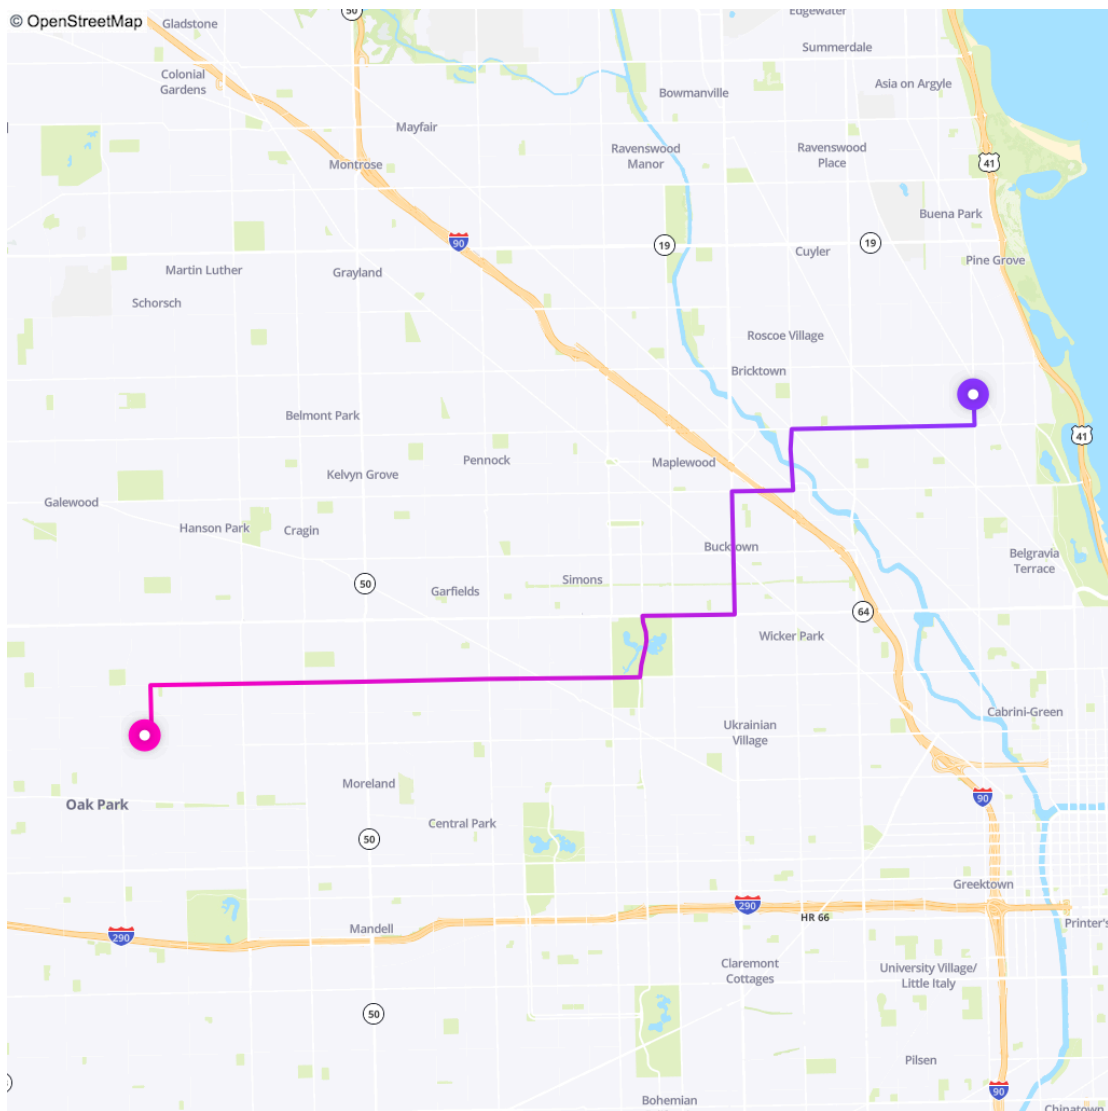 © OpenStreetMap
50
Gladstone
Edgewater
Summerdale
Colonial
Gardens
Asia on Argyle
Bowmanville
Mayfair
Ravenswood
Manor
Ravenswood
Place
Montrose
41
Buena Park
90
19
19
Cuyler
Pine Grove
Martin Luther
Grayland
Schorsch
Roscoe Village
Bricktown
Belmont Park
41
Pennock
Maplewood
Kelvyn Grove
Galewood
Hanson Park
Cragin
Bucktown
Belgravia
Terrace
50
Simons
Garfields
64
Wicker Park
Cabrini-Green
Ukrainian
Village
Moreland
90
Oak Park
Central Park
50
Greektown
290
HR 66
Printer's
Mandell
290
Claremont
Cottages
University Village/
Little Italy
50
Pilsen
90
Bohemian
Chinatown